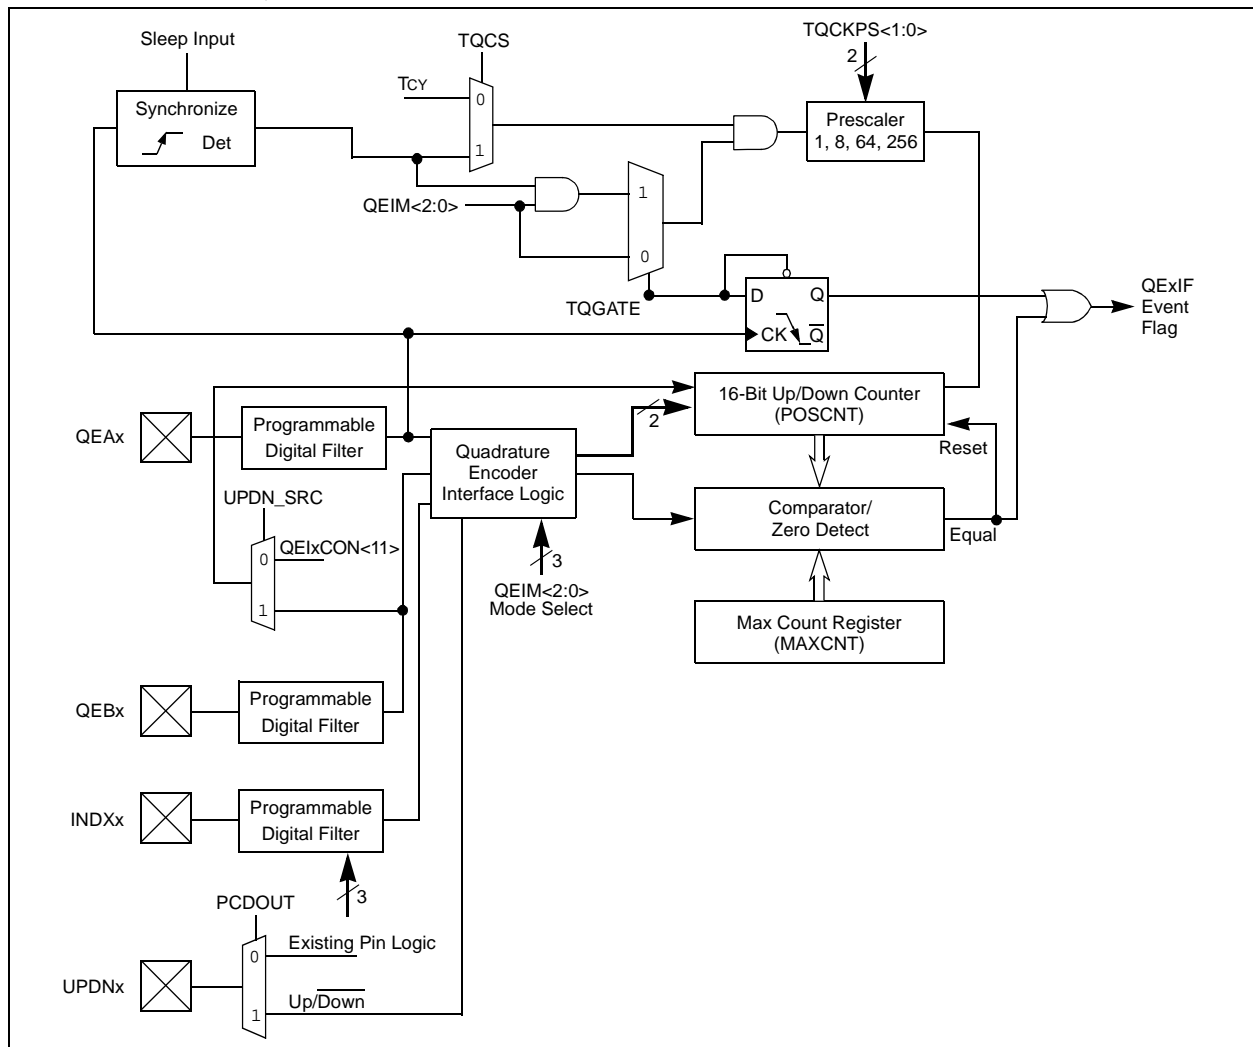 Sleep Input
TQCS
TQCKPS<1:0>
2
TCY
0
1
Synchronize
Det
Prescaler
1, 8, 64, 256
QEIM<2:0>
1
0
TQGATE
D
Q
CK
Q
QExIF
Event
Flag
QEAx
Programmable
Digital Filter
Quadrature
Encoder
Interface Logic
2
16-Bit Up/Down Counter
(POSCNT)
Reset
UPDN_SRC
0
QEIxCON<11>
1
3
QEIM<2:0>
Mode Select
Comparator/
Zero Detect
Equal
Max Count Register
(MAXCNT)
QEBx
Programmable
Digital Filter
INDXx
Programmable
Digital Filter
3
PCDOUT
0
Existing Pin Logic
UPDNx
1
Up/Down